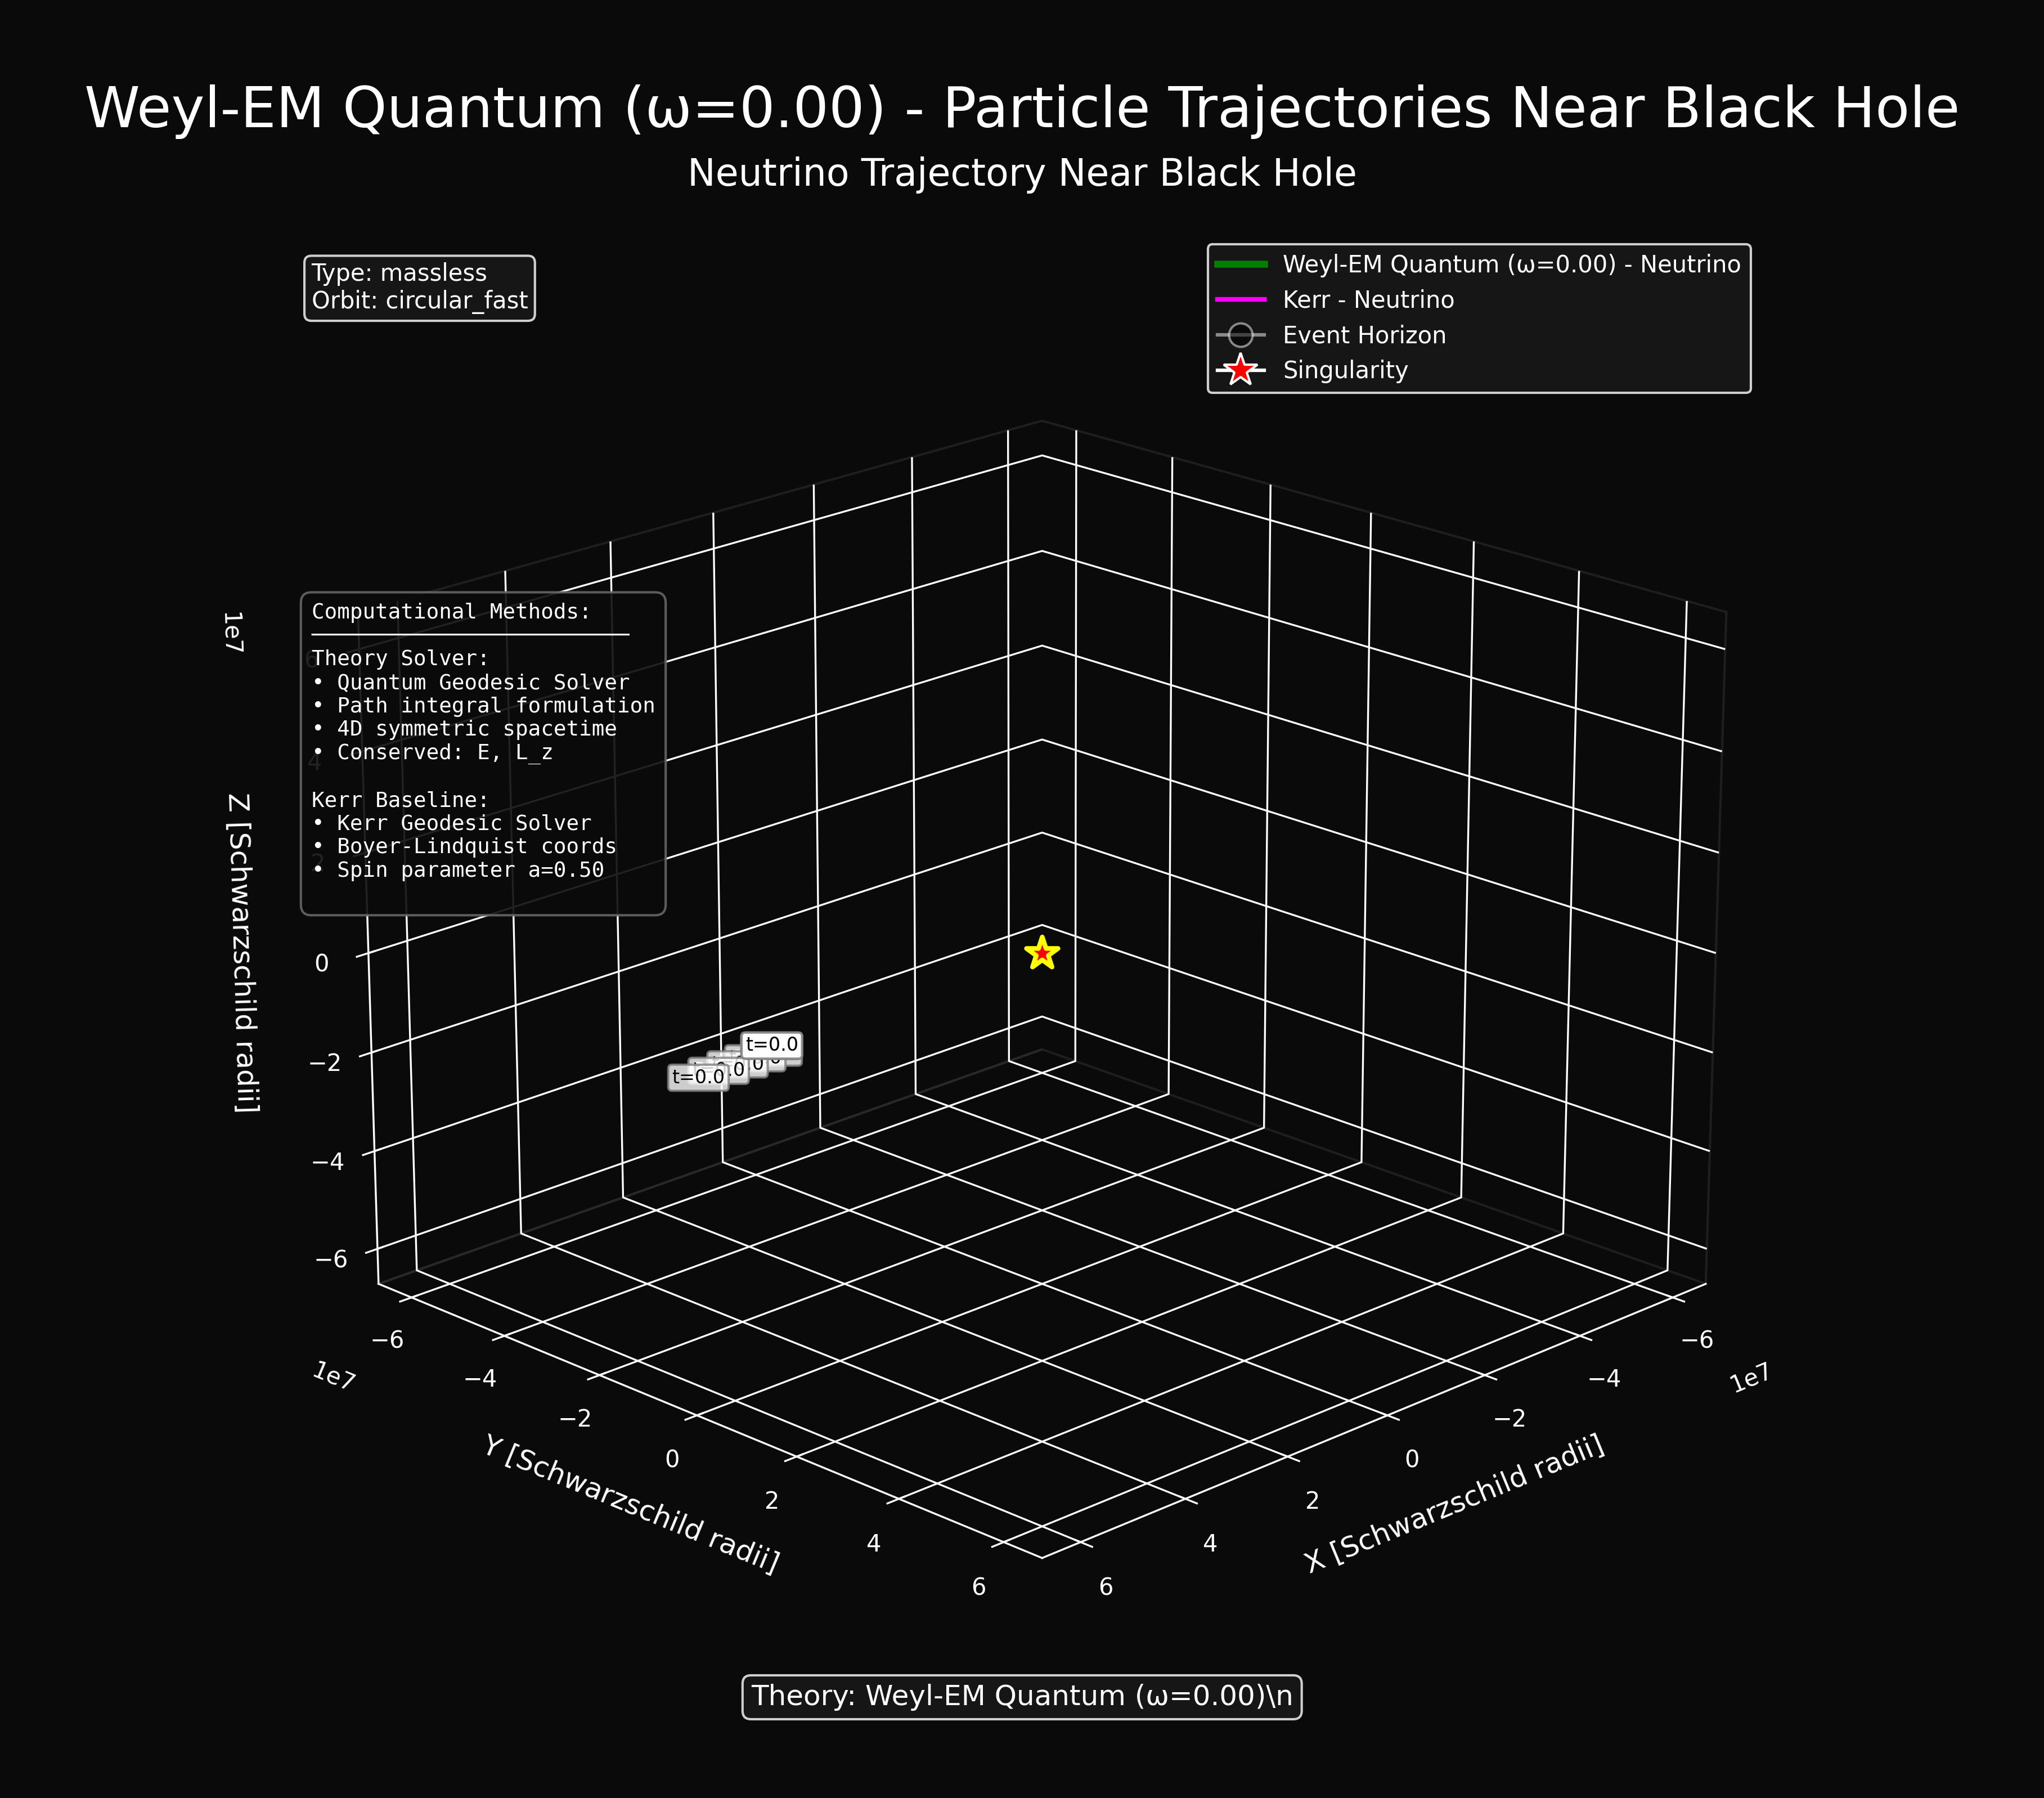 Weyl-EM Quantum (ω=0.00) - Particle Trajectories Near Black Hole
Neutrino Trajectory Near Black Hole
Type: massless
Orbit: circular_fast
Weyl-EM Quantum (ω=0.00) - Neutrino
Kerr - Neutrino
Event Horizon
Singularity
Computational Methods:
Theory Solver:
• Quantum Geodesic Solver
• Path integral formulation
• 4D symmetric spacetime
• Conserved: E, L_z
Kerr Baseline:
• Kerr Geodesic Solver
• Boyer-Lindquist coords
• Spin parameter a=0.50
1e7
6
4
2
0
−2
−4
−6
Z [Schwarzschild radii]
t=0.0
t=0.0
−6
−4
−2
0
2
4
6
1e7
Y [Schwarzschild radii]
−6
−4
−2
0
2
4
6
1e7
X [Schwarzschild radii]
Theory: Weyl-EM Quantum (ω=0.00)\n